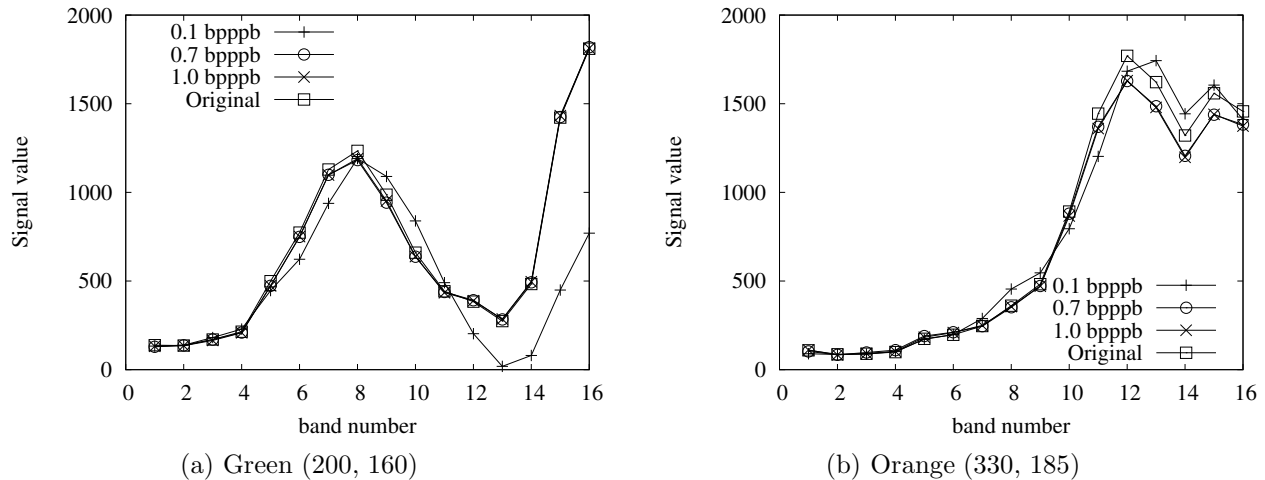 2000
0.1 bpppb
0.7 bpppb
1.0 bpppb
Original
1500
1000
500
0
Signal value
0 2 4 6 8 10 12 14 16
band number
(a) Green (200, 160)
2000
1500
1000
500
0
Signal value
0.1 bpppb
0.7 bpppb
1.0 bpppb
Original
0 2 4 6 8 10 12 14 16
band number
(b) Orange (330, 185)